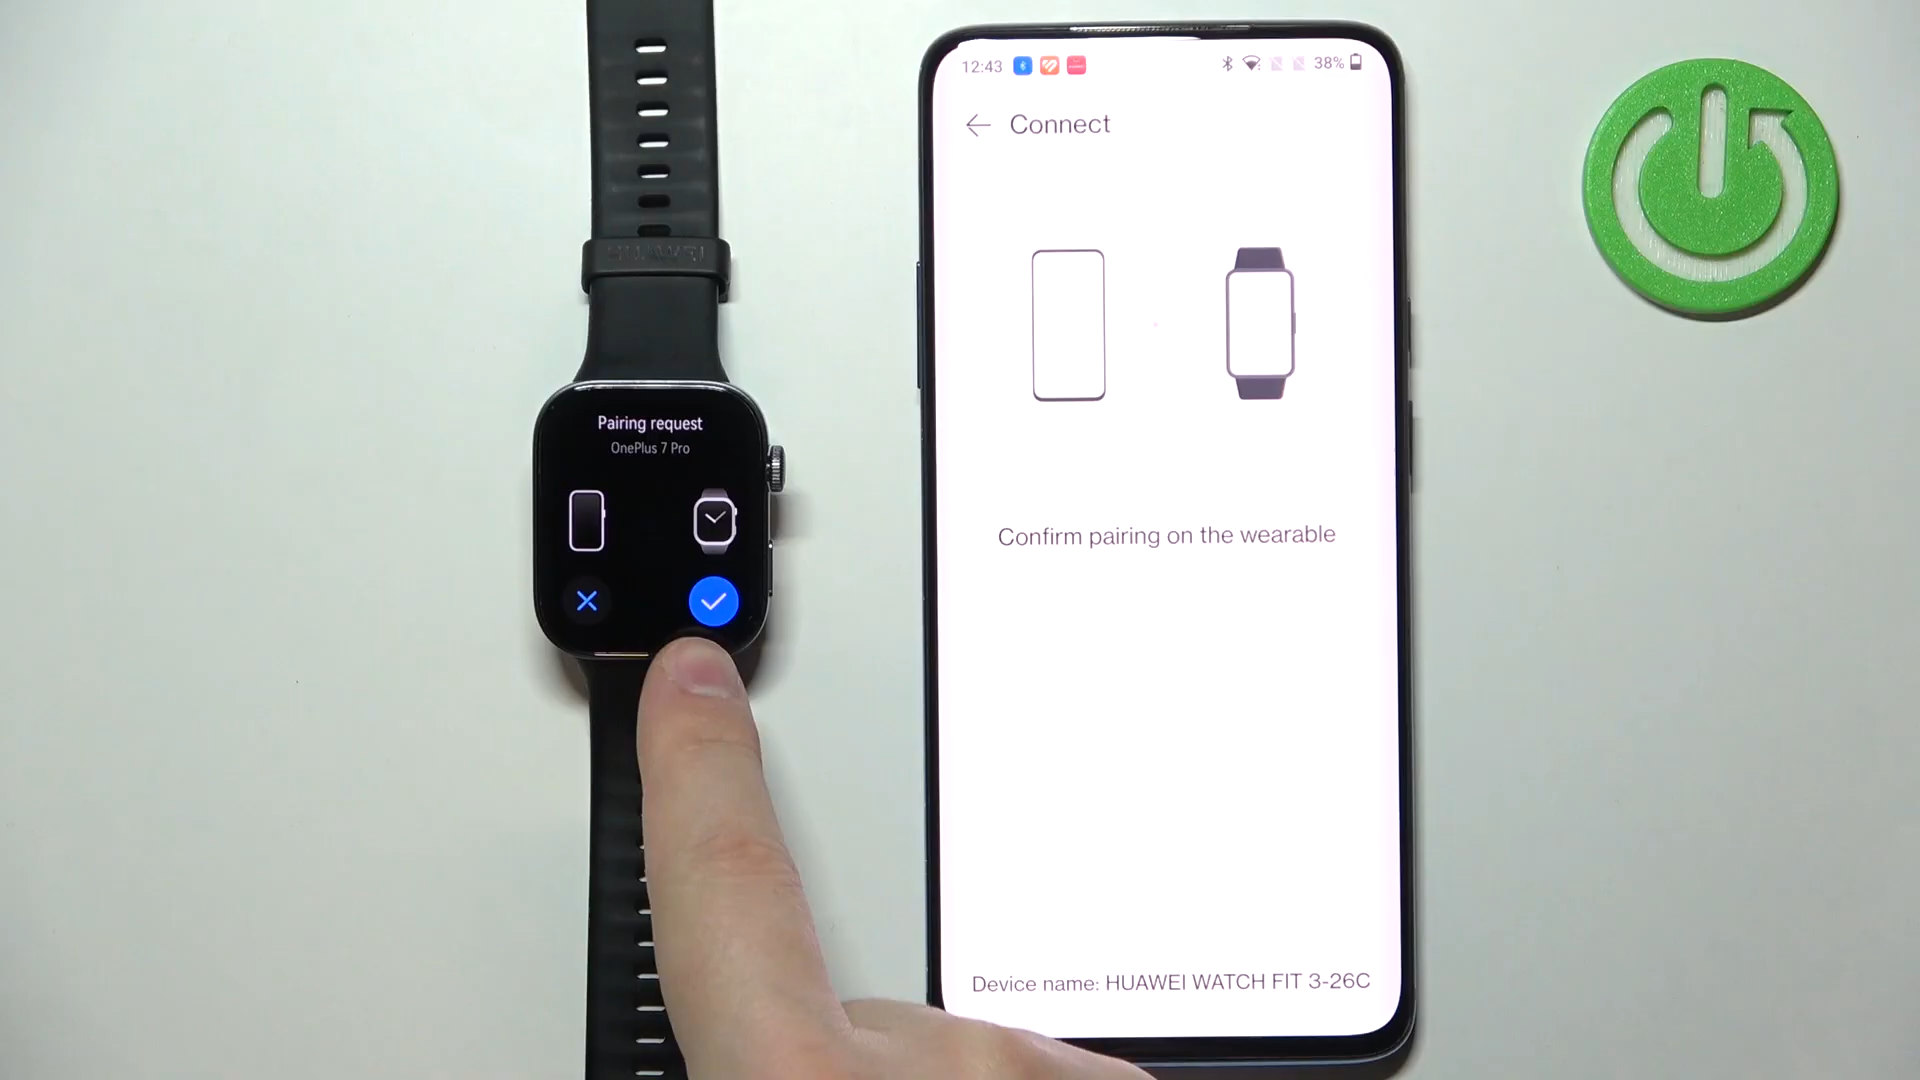 HUAWEI
Pairing request
OnePlus 7 Pro
12:43
38%
Connect
Confirm pairing on the wearable
Device name: HUAWEI WATCH FIT 3-26C